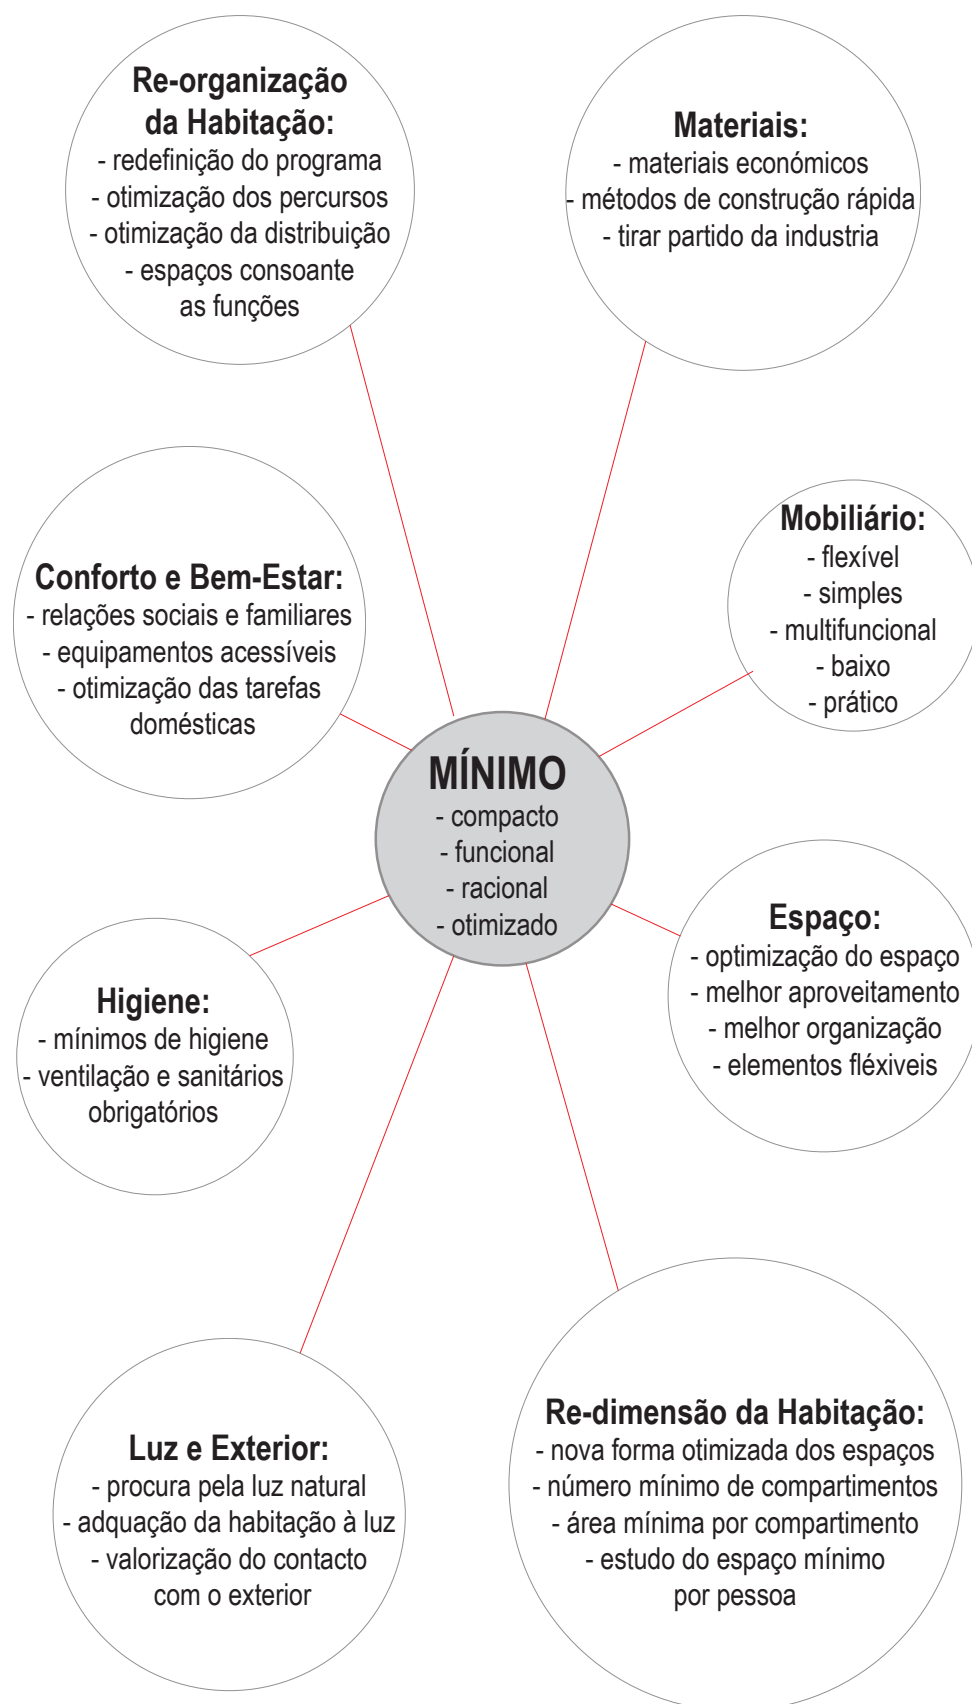 Re-organização
da Habitação:
- redefinição do programa
- otimização dos percursos
- otimização da distribuição
- espaços consoante
as funções
Materiais:
- materiais económicos
- métodos de construção rápida
- tirar partido da industria
Conforto e Bem-Estar:
- relações sociais e familiares
- equipamentos acessíveis
- otimização das tarefas
domésticas
Mobiliário:
- flexível
- simples
- multifuncional
- baixo
- prático
MÍNIMO
- compacto
- funcional
- racional
- otimizado
Higiene:
- mínimos de higiene
- ventilação e sanitários
obrigatórios
Espaço:
- optimização do espaço
- melhor aproveitamento
- melhor organização
- elementos fléxiveis
Luz e Exterior:
- procura pela luz natural
- adquação da habitação à luz
- valorização do contacto
com o exterior
Re-dimensão da Habitação:
- nova forma otimizada dos espaços
- número mínimo de compartimentos
- área mínima por compartimento
- estudo do espaço mínimo
por pessoa